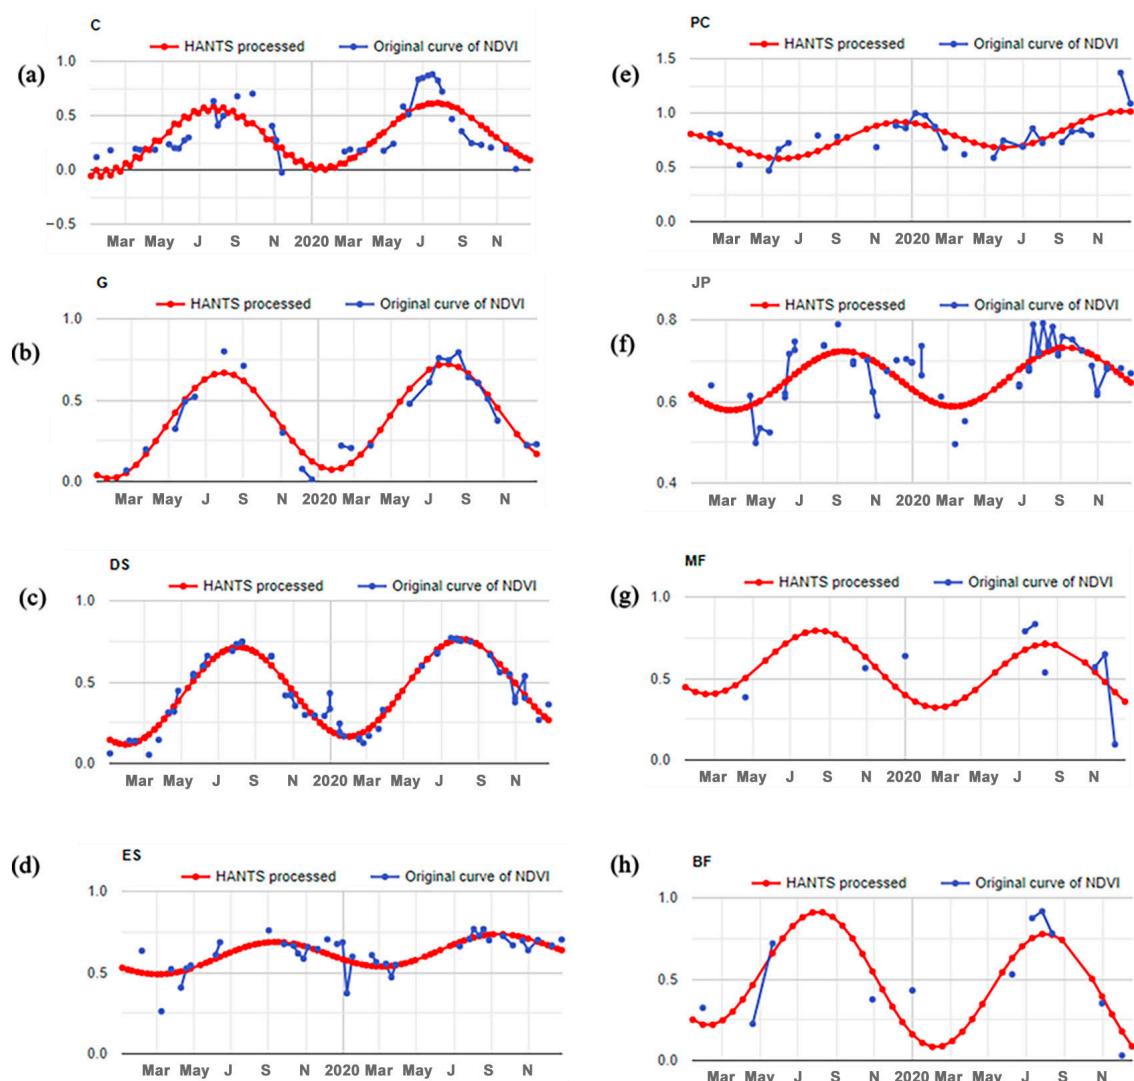 C
HANTS processed Original curve of NDVI
(a)
1.0
0.5
0.0
−0.5
Mar May J S N 2020 Mar May J S N
G
HANTS processed Original curve of NDVI
(b)
1.0
0.5
0.0
Mar May J S N 2020 Mar May J S N
DS
HANTS processed Original curve of NDVI
(c)
1.0
0.5
0.0
Mar May J S N 2020 Mar May J S N
ES
HANTS processed Original curve of NDVI
(d)
1.0
0.5
0.0
Mar May J S N 2020 Mar May J S N
PC
HANTS processed Original curve of NDVI
(e)
1.5
1.0
0.5
0.0
Mar May J S N 2020 Mar May J S N
JP
HANTS processed Original curve of NDVI
(f)
0.8
0.6
0.4
Mar May J S N 2020 Mar May J S N
MF
HANTS processed Original curve of NDVI
(g)
1.0
0.5
0.0
Mar May J S N 2020 Mar May J S N
BF
HANTS processed Original curve of NDVI
(h)
1.0
0.5
0.0
Mar May J S N 2020 Mar May J S N